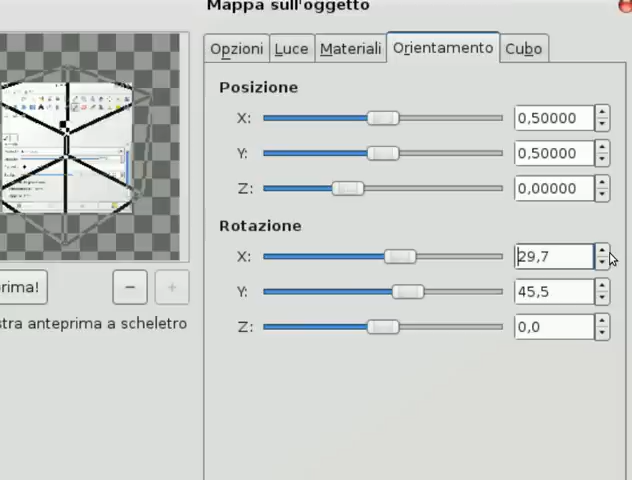 Mappa sull'oggetto
Opzioni Luce Materiali Orientamento Cubo
Posizione
X: 0,50000
Y: 0,50000
Z: 0,00000
Rotazione
X: 29,7
rima! Y: 45,5
stra anteprima a scheletro Z: 0,0